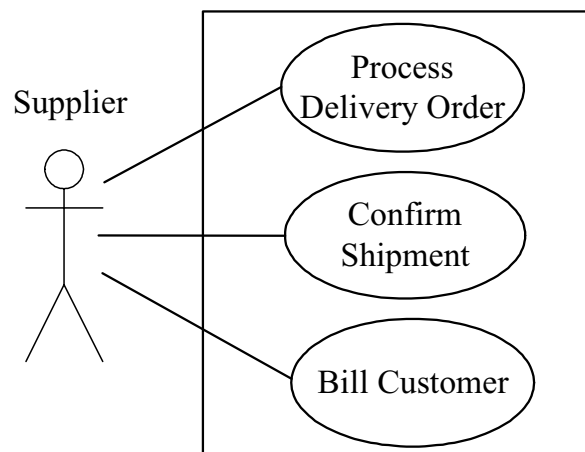 Supplier
Process
Delivery Order
Confirm
Shipment
Bill Customer